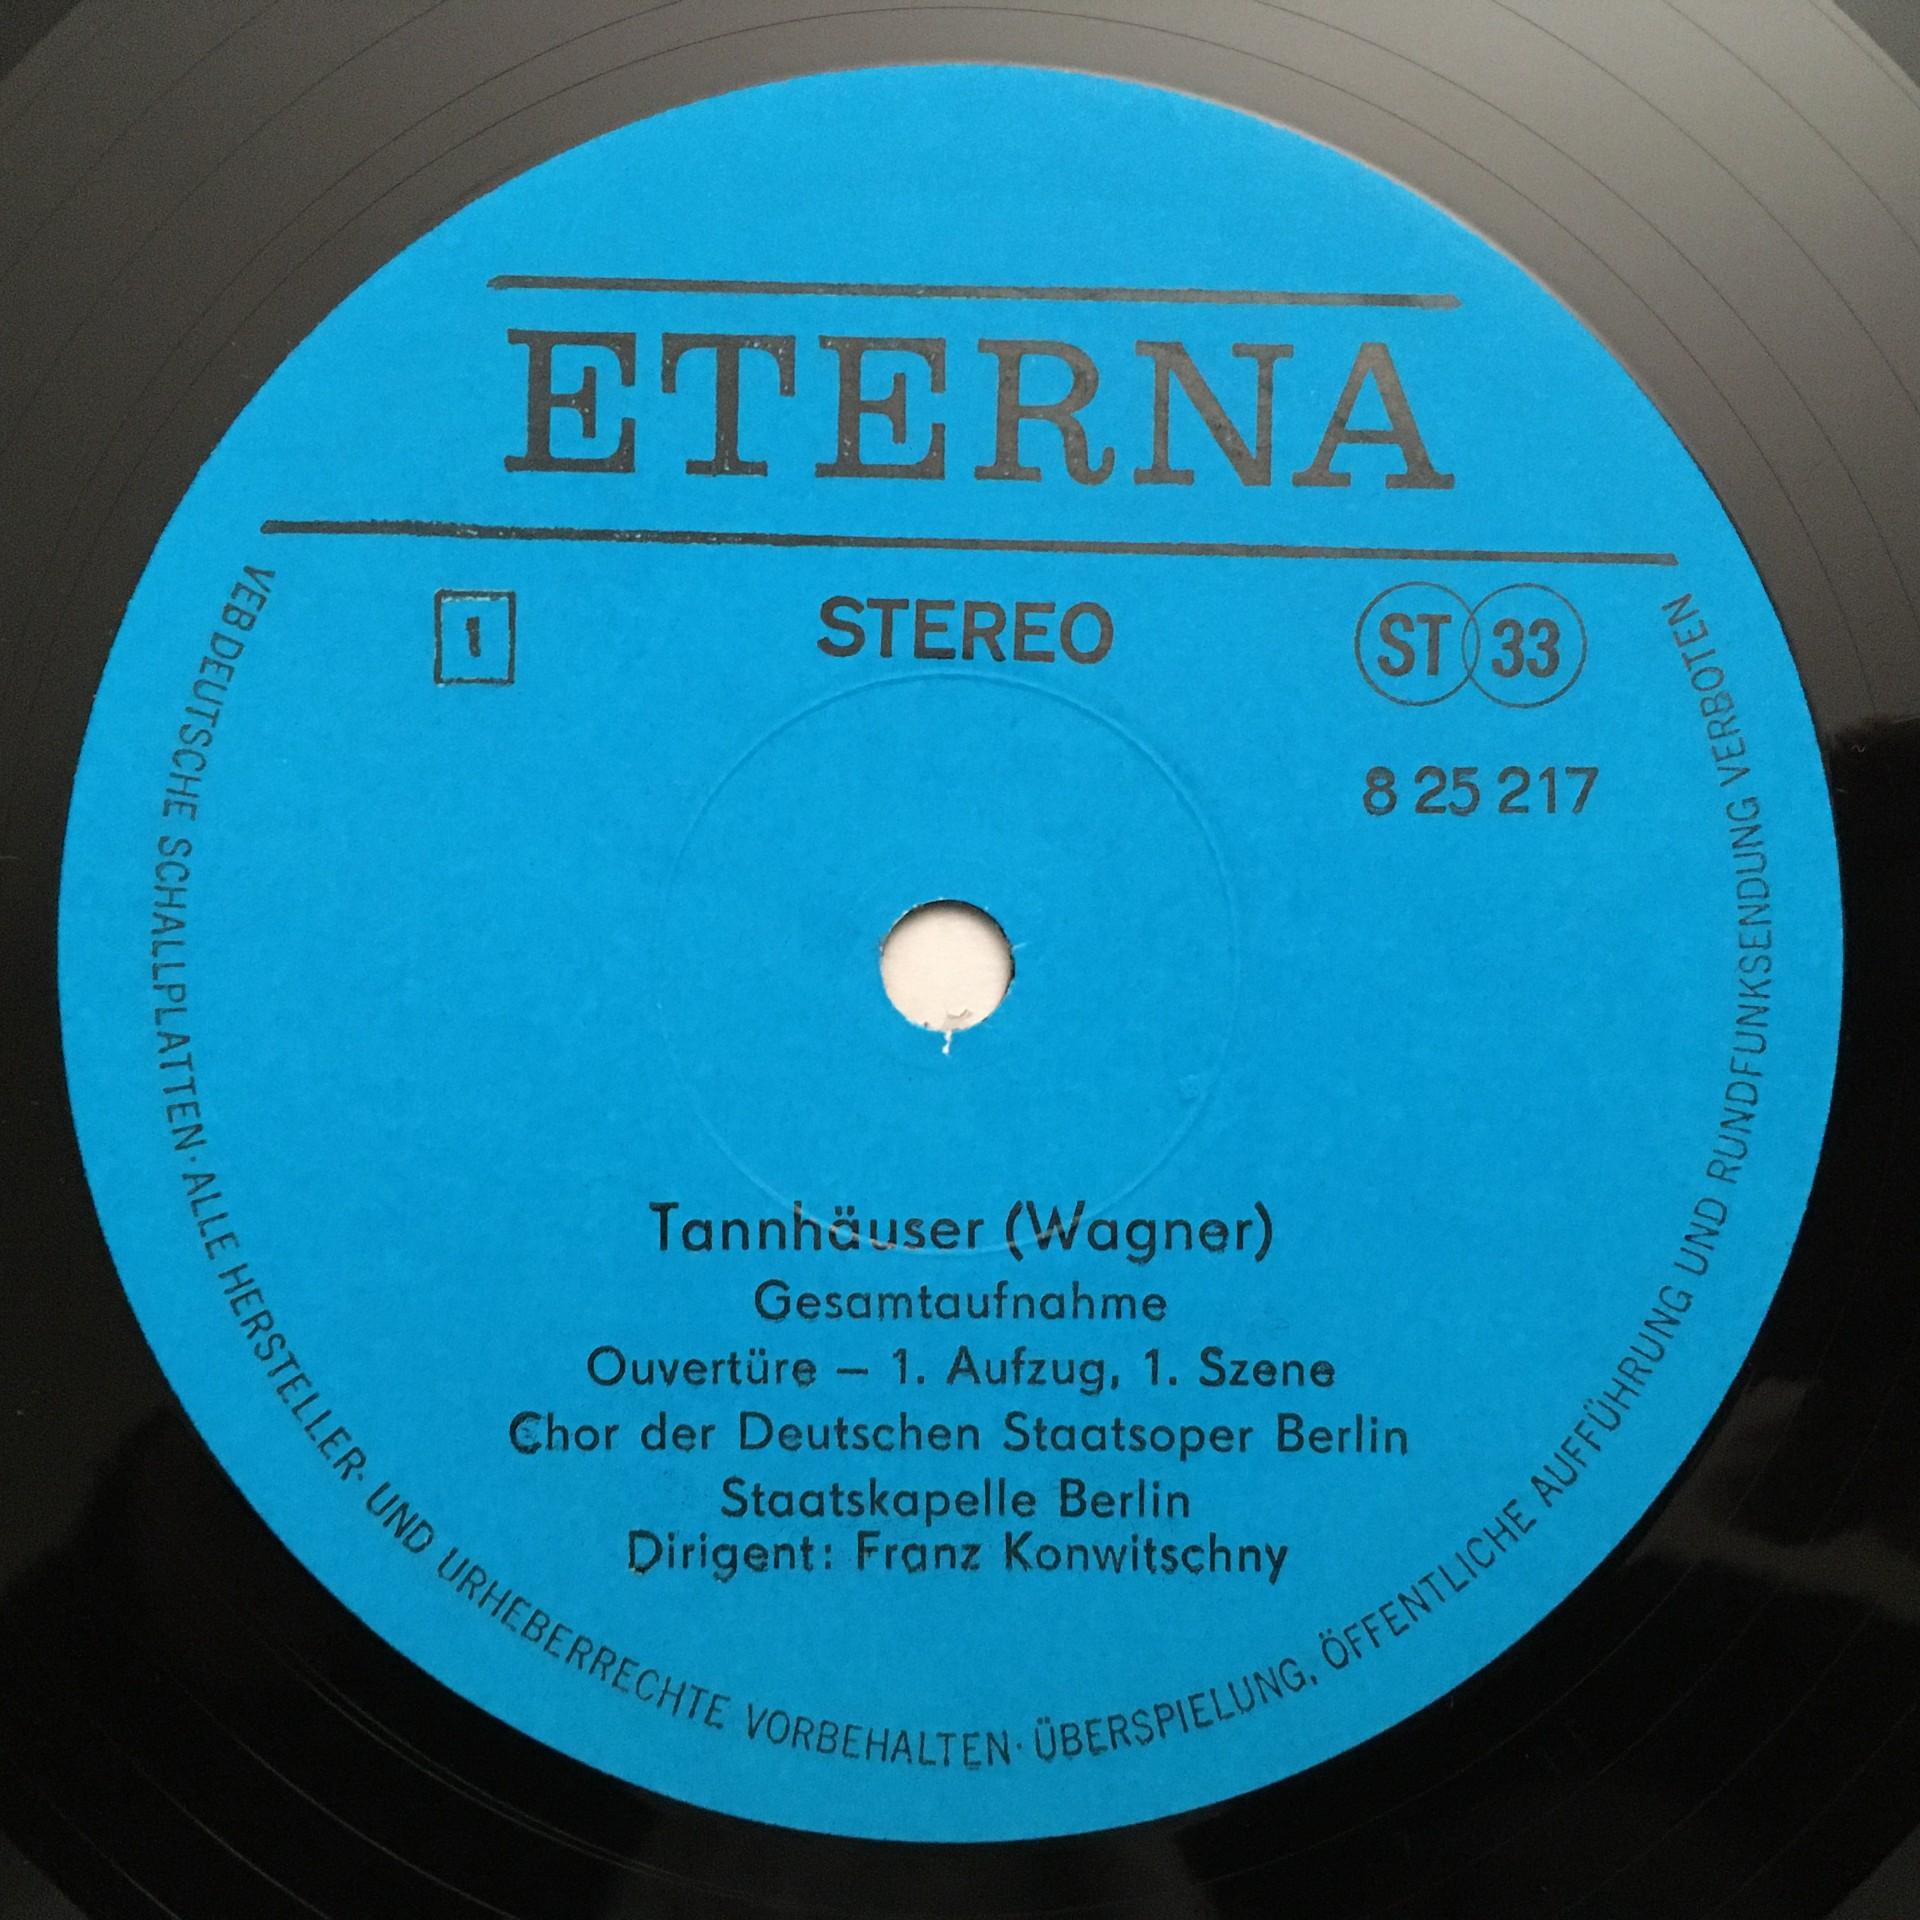 ETERNA
1 STEREO ST 33
8 25 217
Tannhäuser (Wagner)
Gesamtaufnahme
Ouvertüre – 1. Aufzug, 1. Szene
Chor der Deutschen Staatsoper Berlin
Staatskapelle Berlin
Dirigent: Franz Konwitschny
VEB DEUTSCHE SCHALLPLATTEN· ALLE HERSTELLER- UND URHEBERRECHTE VORBEHALTEN· ÜBERSPIELUNG, ÖFFENTLICHE AUFFÜHRUNG UND RUNDFUNKSENDUNG VERBOTEN